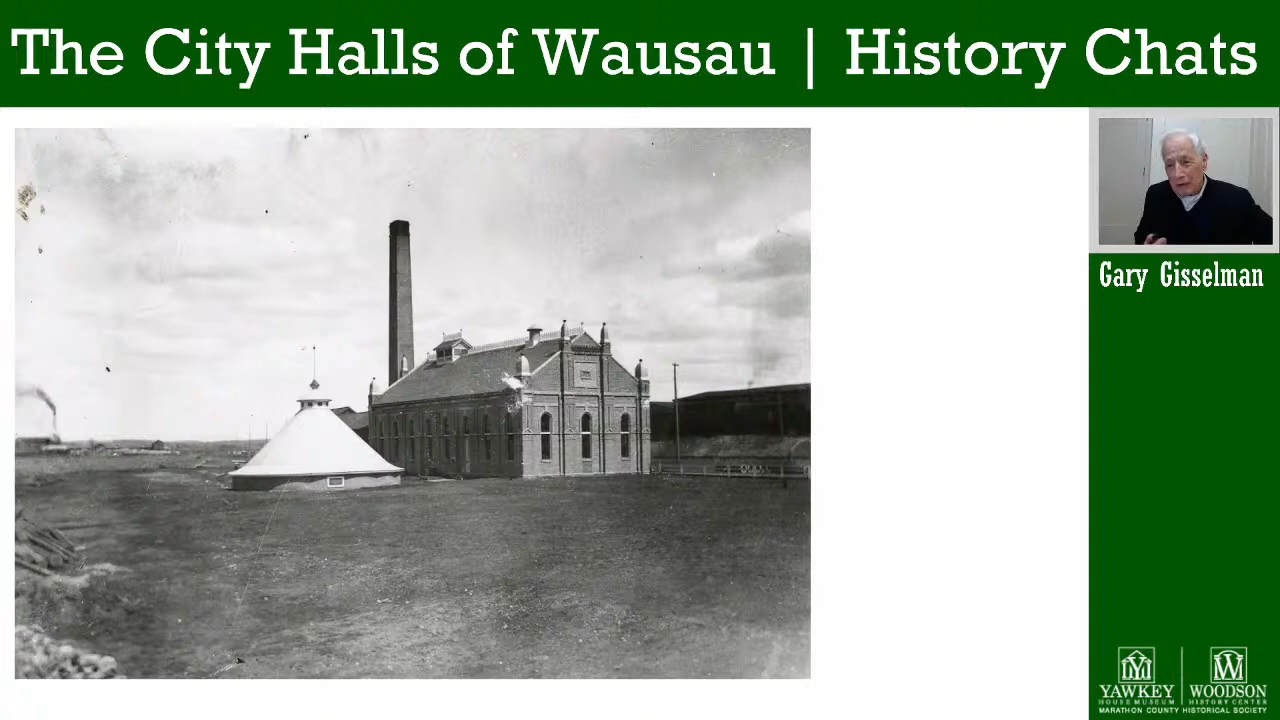 The City Halls of Wausau | History Chats
Gary Gisselman
YAWKEY
HOUSE MUSEUM
WOODSON
HISTORY CENTER
MARATHON COUNTY HISTORICAL SOCIETY